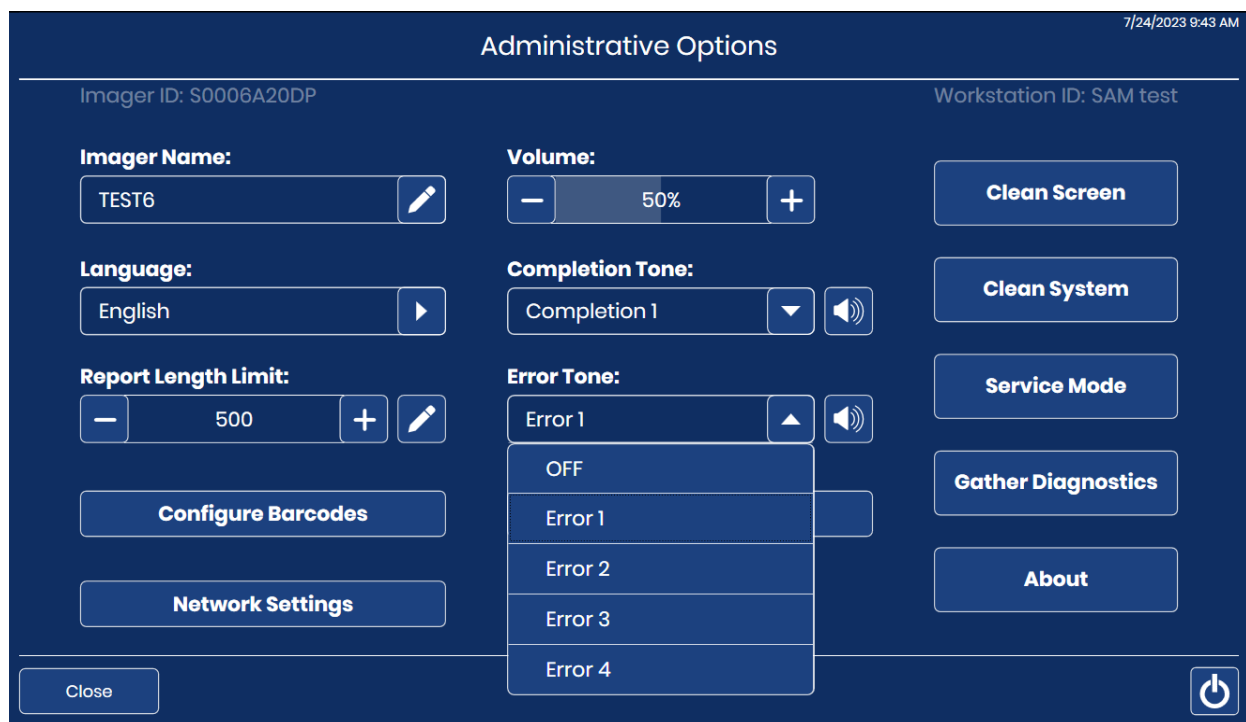 7/24/2023 9:43 AM
Administrative Options
Imager ID: S0006A20DP
Workstation ID: SAM test
Imager Name:
TEST6
Language:
English
Report Length Limit:
500
Configure Barcodes
Network Settings
Volume:
50%
Completion Tone:
Completion 1
Error Tone:
Error 1
OFF
Error 1
Error 2
Error 3
Error 4
Clean Screen
Clean System
Service Mode
Gather Diagnostics
About
Close